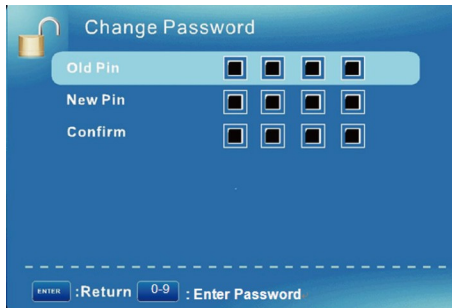 Change Password
Old Pin
New Pin
Confirm
ENTER :Return 0-9 : Enter Password